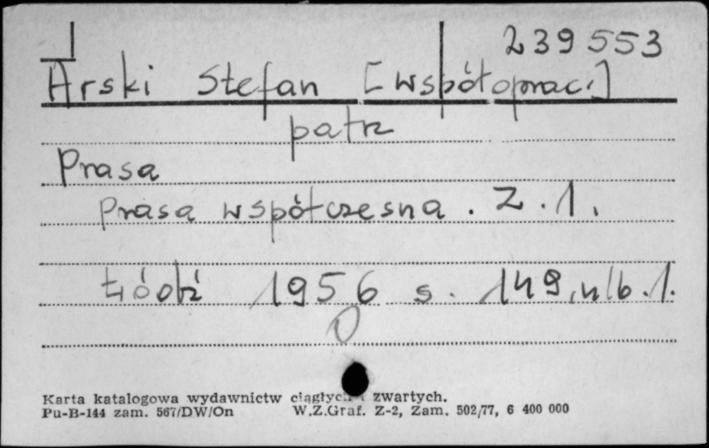 239553
Arski Stefan [współoprac.]
patrz
Prasa
Prasa współczesna. Z. 1.
Łódź 1956 s. 149, nlb. 1.
Karta katalogowa wydawnictw ciągłych i zwartych.
Pu-B-144 zam. 567/DW/On W.Z.Graf. Z-2, Zam. 502/77, 6 400 000